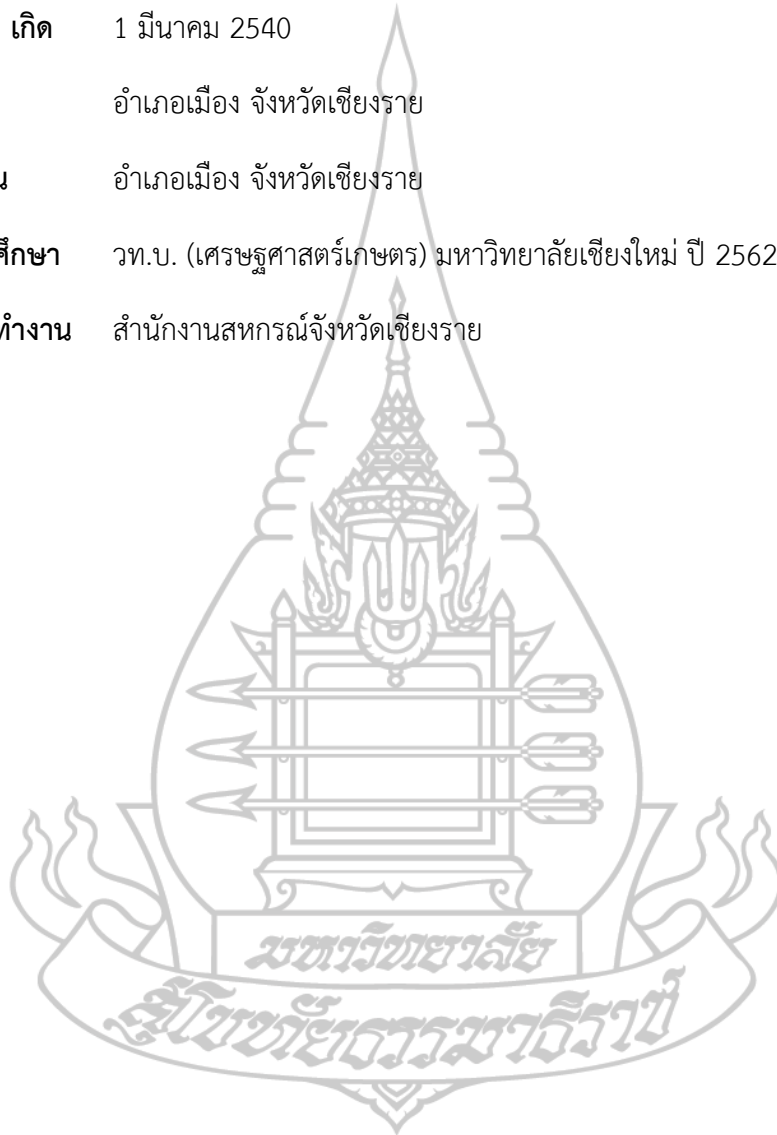 เกิด 1 มีนาคม 2540
อำเภอเมือง จังหวัดเชียงราย
อำเภอเมือง จังหวัดเชียงราย
ศึกษา วท.บ. (เศรษฐศาสตร์เกษตร) มหาวิทยาลัยเชียงใหม่ ปี 2562
ทำงาน สำนักงานสหกรณ์จังหวัดเชียงราย
มหาวิทยาลัย
สุโขทัยธรรมาธิราช